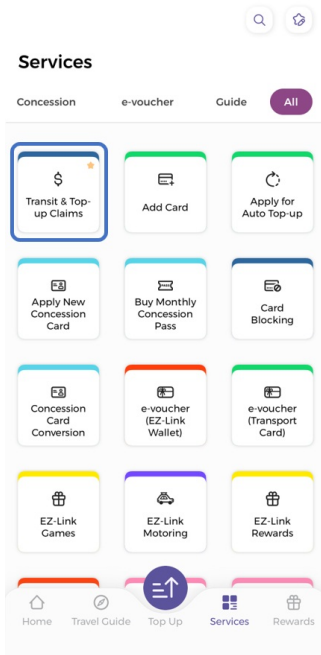 Services
Concession e-voucher Guide All
Transit & Top-
up Claims
Add Card
Apply for
Auto Top-up
Apply New
Concession
Card
Buy Monthly
Concession
Pass
Card
Blocking
Concession
Card
Conversion
e-voucher
(EZ-Link
Wallet)
e-voucher
(Transport
Card)
EZ-Link
Games
EZ-Link
Motoring
EZ-Link
Rewards
Home Travel Guide Top Up Services Rewards